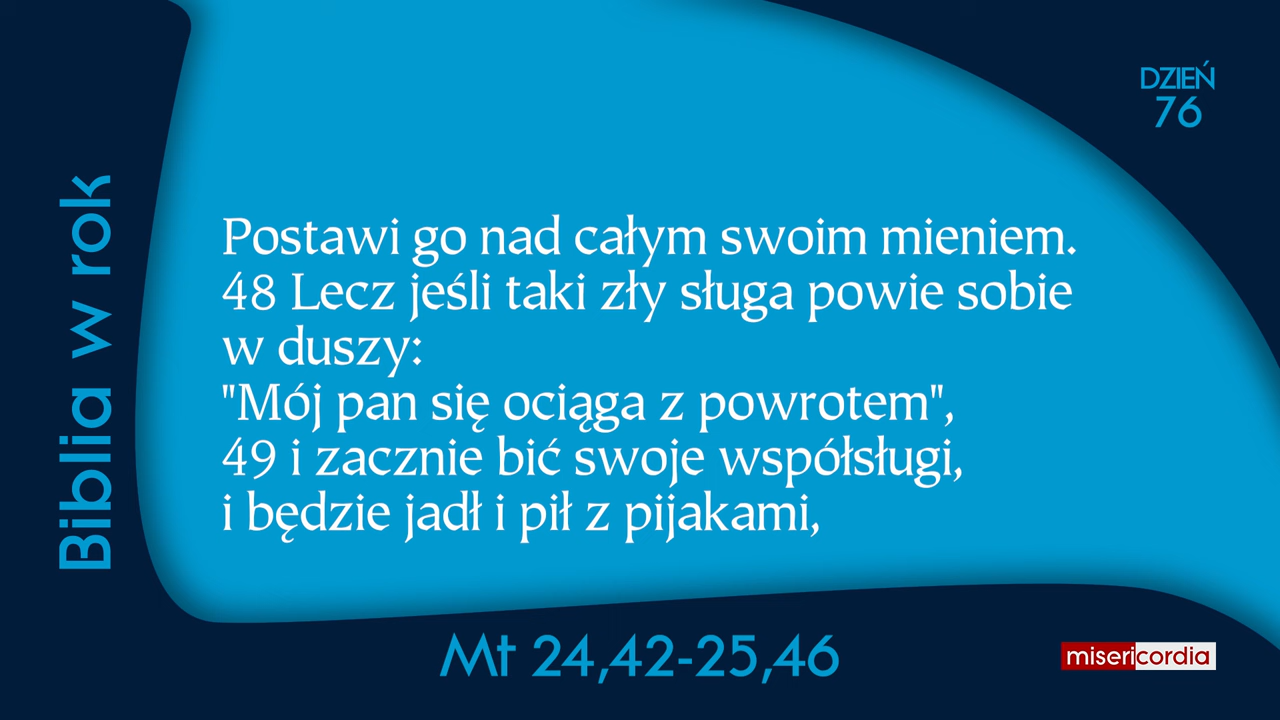 DZIEŃ
76
Biblia w rok
Postawi go nad całym swoim mieniem.
48 Lecz jeśli taki zły sługa powie sobie
w duszy:
"Mój pan się ociąga z powrotem",
49 i zacznie bić swoje współsługi,
i będzie jadł i pił z pijakami,
Mt 24,42-25,46
misericordia